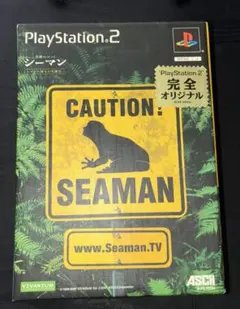 PlayStation 2
シーマン
PlayStation 2
完全
オリジナル
CAUTION:
SEAMAN
www.Seaman.TV
VIVARIUM
ASCII